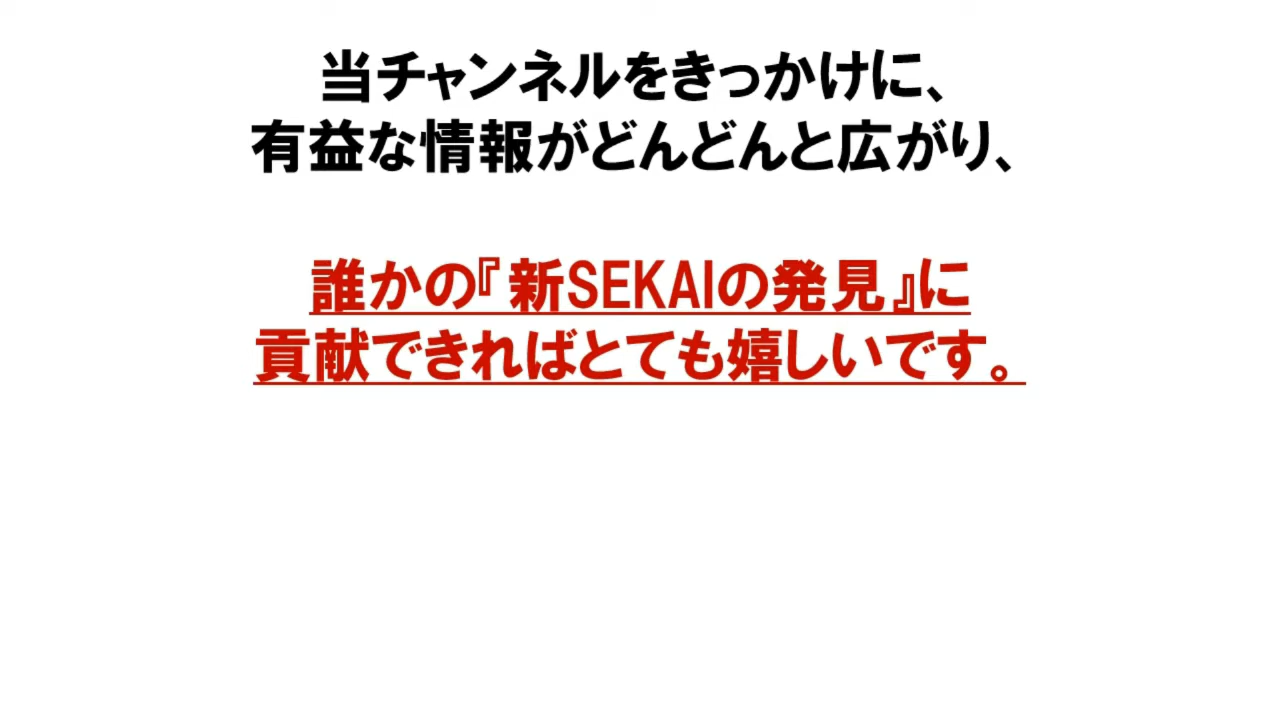 当チャンネルをきっかけに、
有益な情報がどんどんと広がり、
誰かの『新SEKAIの発見』に
貢献できればとても嬉しいです。